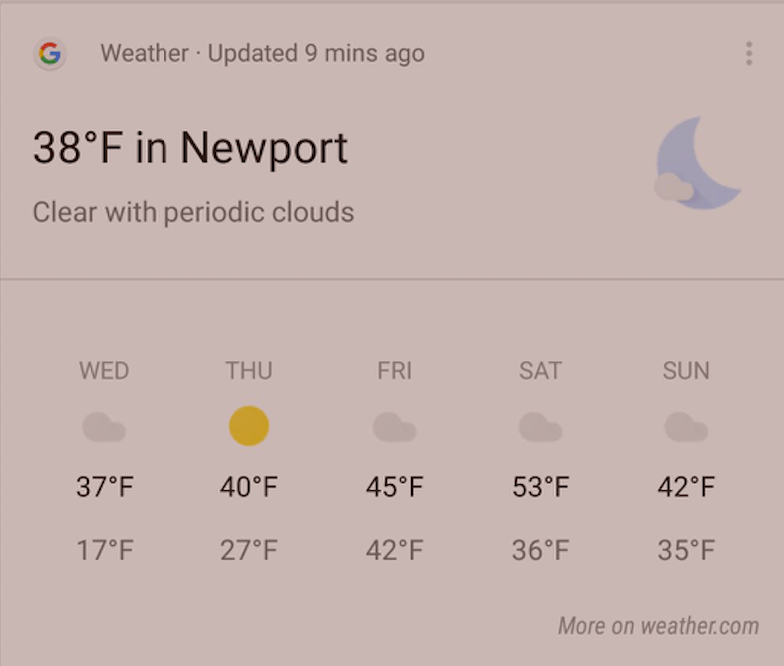 Weather · Updated 9 mins ago
38°F in Newport
Clear with periodic clouds
WED THU FRI SAT SUN
37°F 40°F 45°F 53°F 42°F
17°F 27°F 42°F 36°F 35°F
More on weather.com